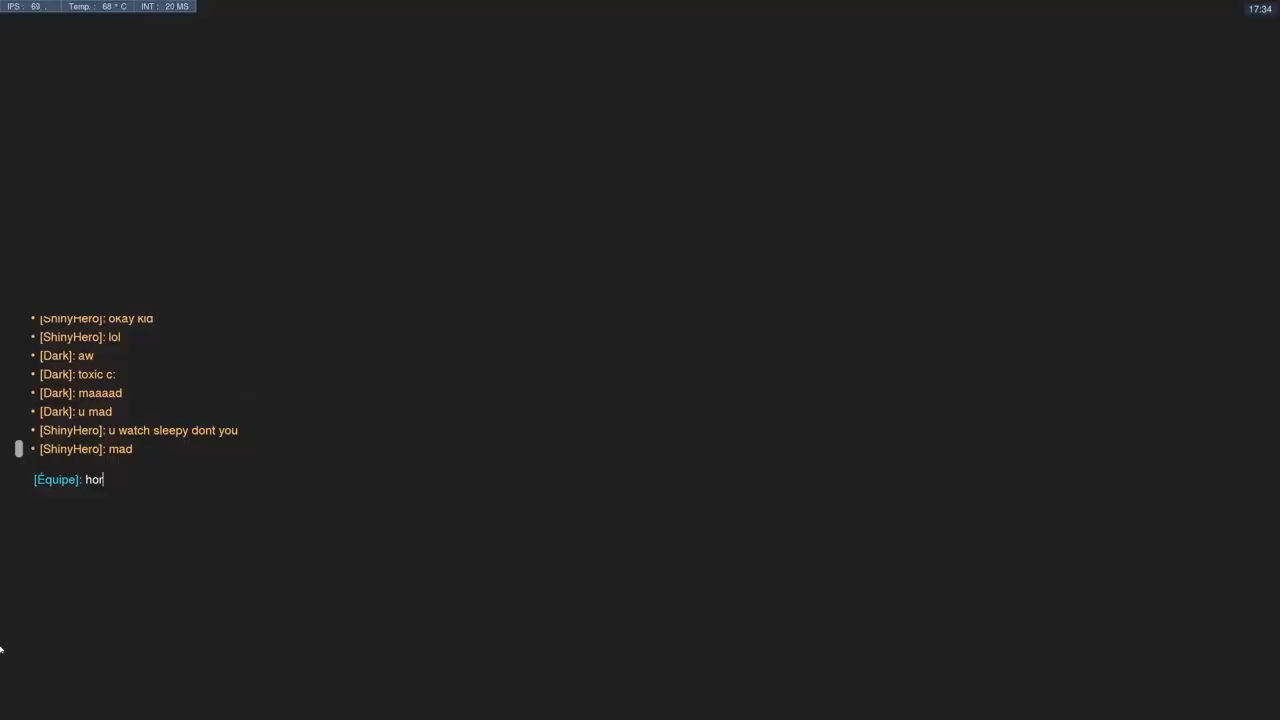 IPS : 69 . Temp. : 68 ° C INT : 20 MS
17:34
• [ShinyHero]: okay kid
• [ShinyHero]: lol
• [Dark]: aw
• [Dark]: toxic c:
• [Dark]: maaaad
• [Dark]: u mad
• [ShinyHero]: u watch sleepy dont you
• [ShinyHero]: mad
[Équipe]: hor